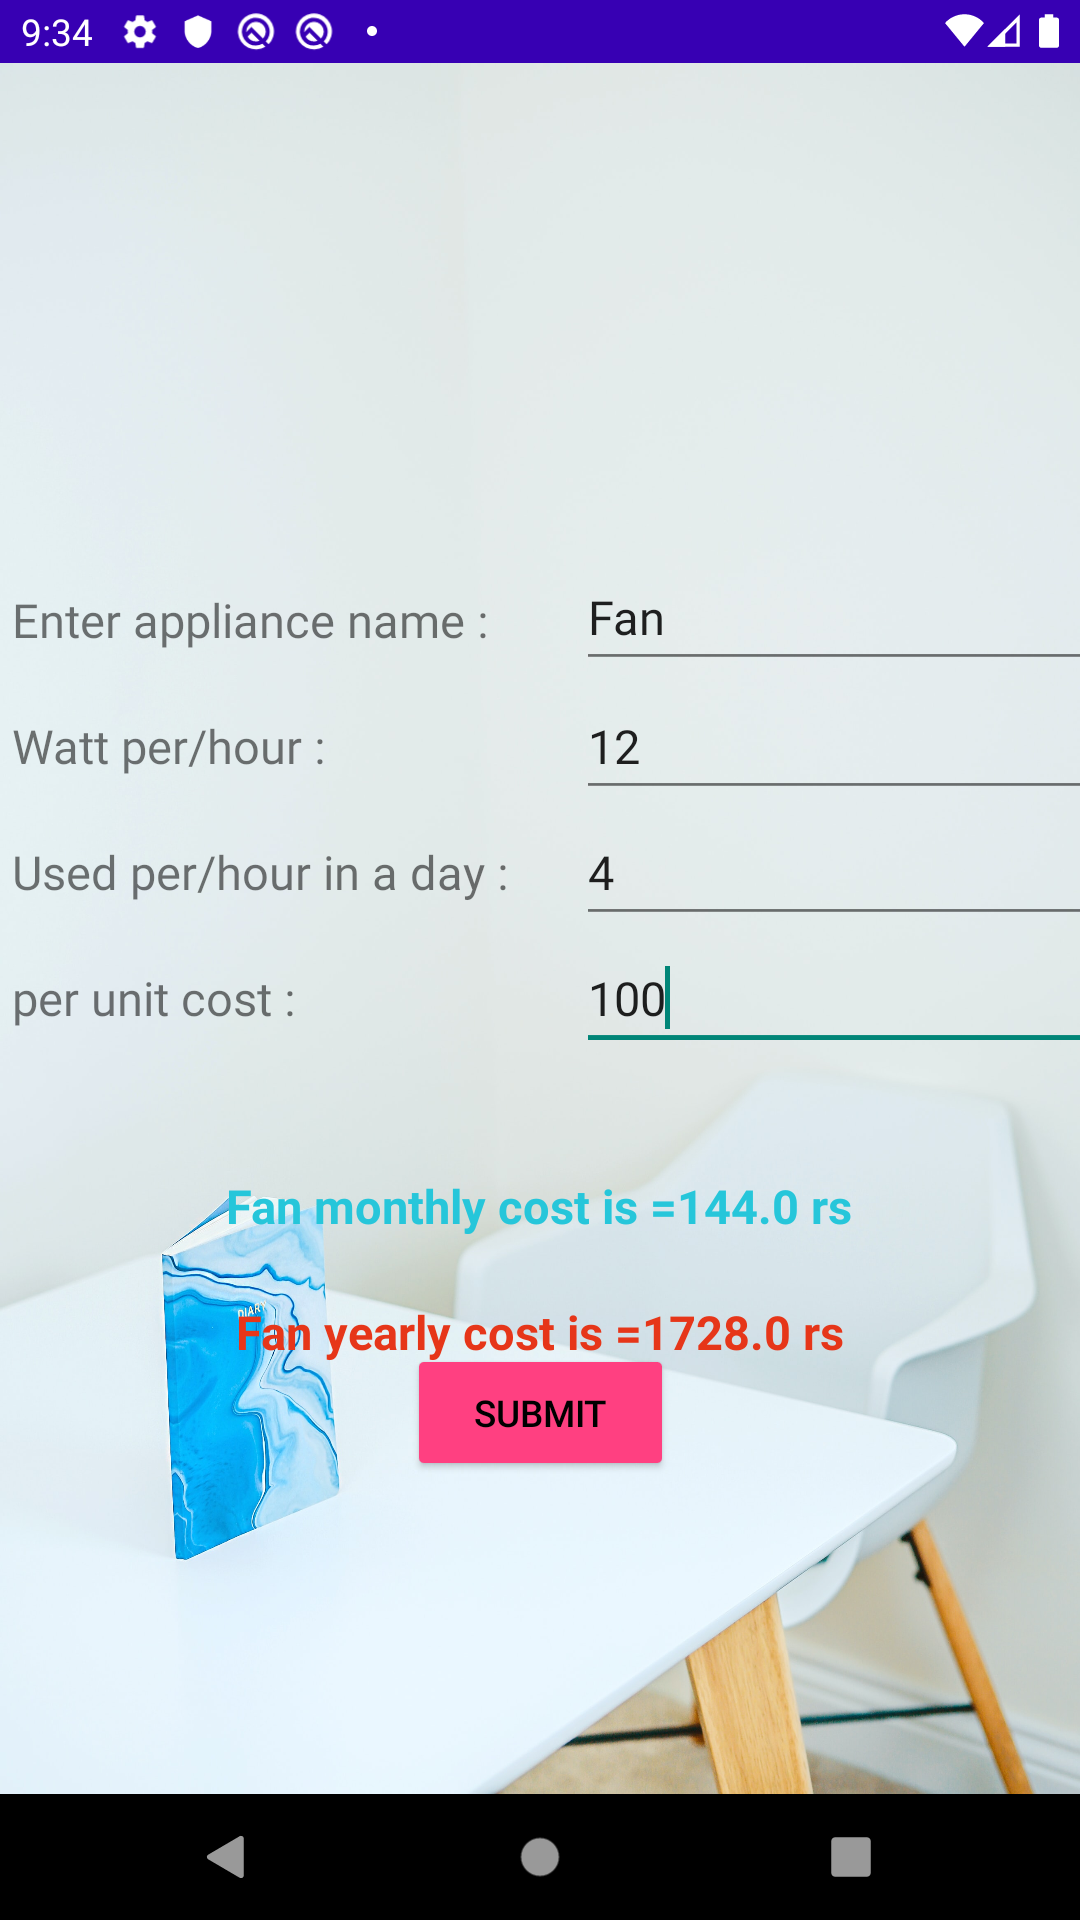 9:34
Enter appliance name :
Fan
Watt per/hour :
12
Used per/hour in a day :
4
per unit cost :
100
Fan monthly cost is =144.0 rs
DIARY
Fan yearly cost is =1728.0 rs
SUBMIT